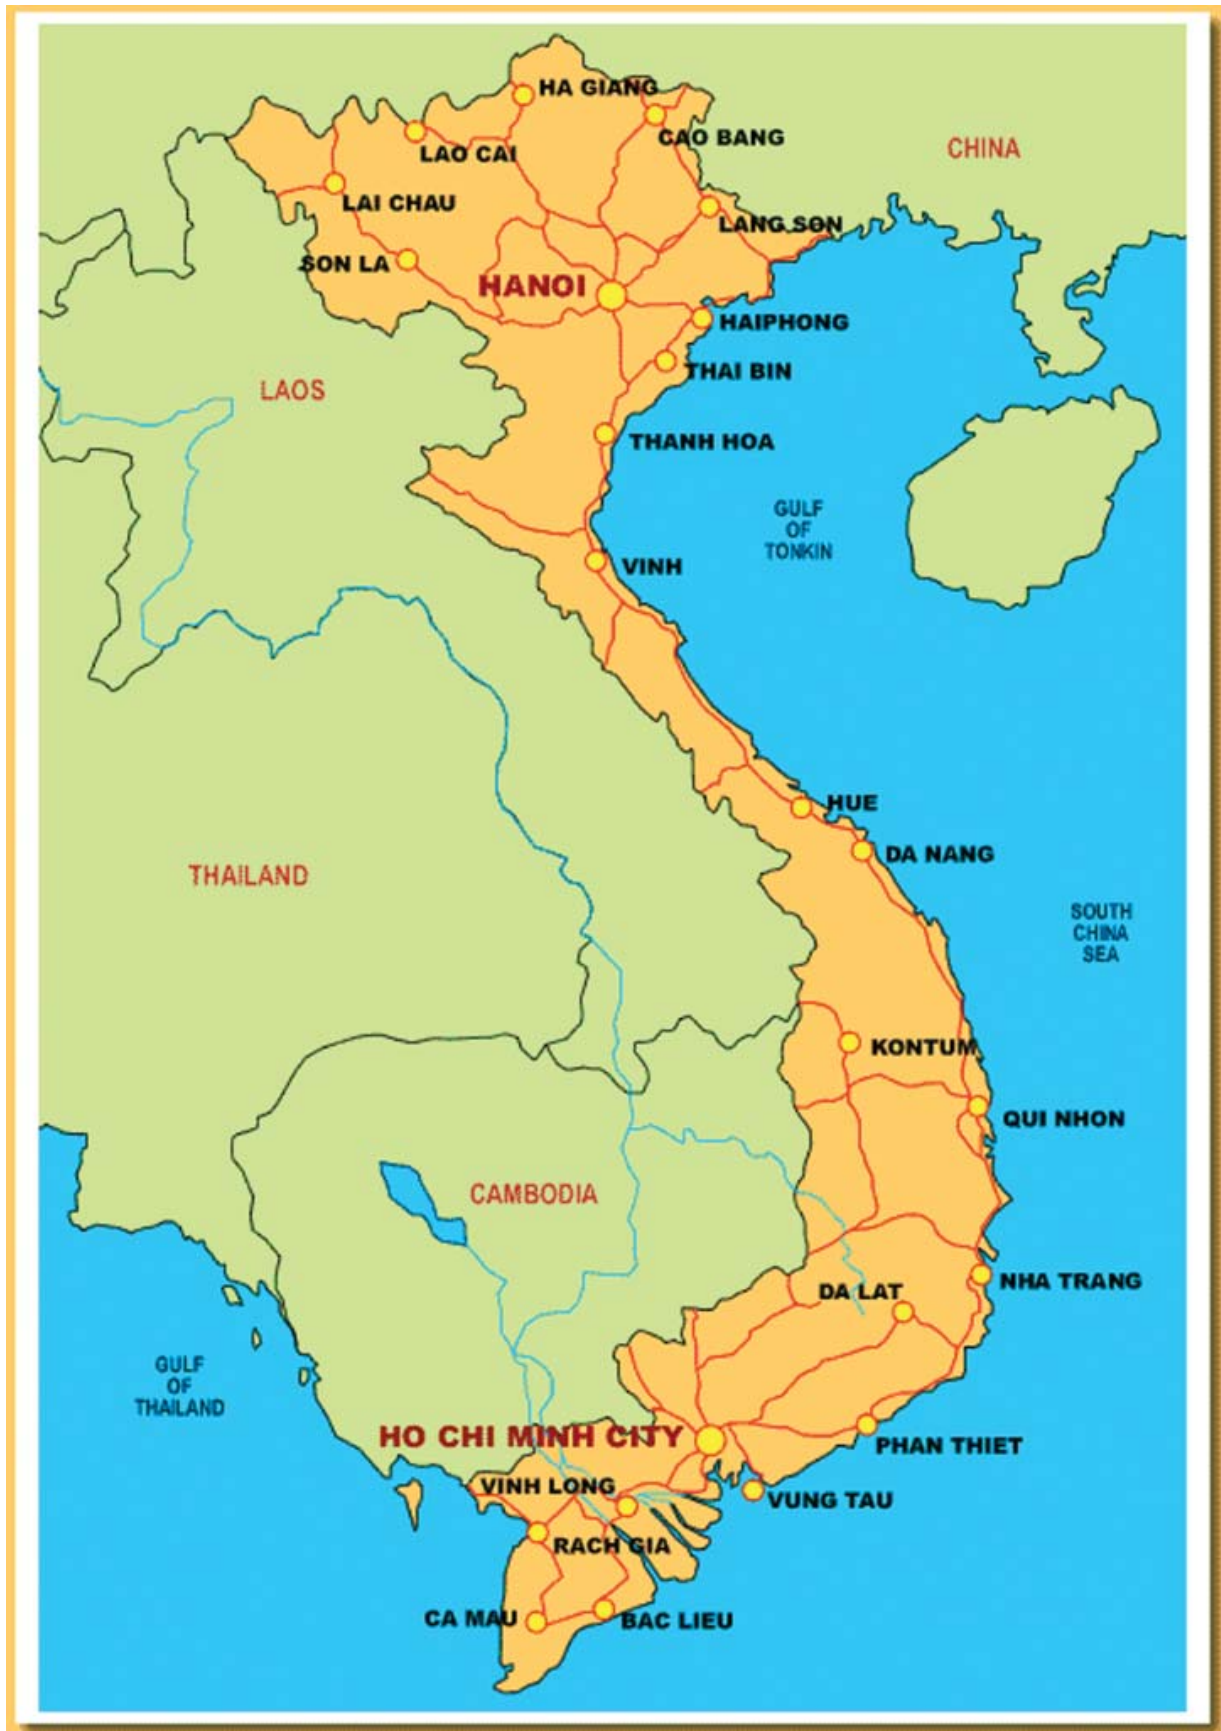 HA GIANG
CAO BANG
CHINA
LAO CAI
LAI CHAU
LANG SON
SON LA
HANOI
HAIPHONG
THAI BIN
LAOS
THANH HOA
GULF
OF
TONKIN
VINH
HUE
DA NANG
THAILAND
SOUTH
CHINA
SEA
KONTUM
QUI NHON
CAMBODIA
NHA TRANG
DA LAT
GULF
OF
THAILAND
HO CHI MINH CITY
PHAN THIET
VINH LONG
VUNG TAU
RACH GIA
CA MAU
BAC LIEU